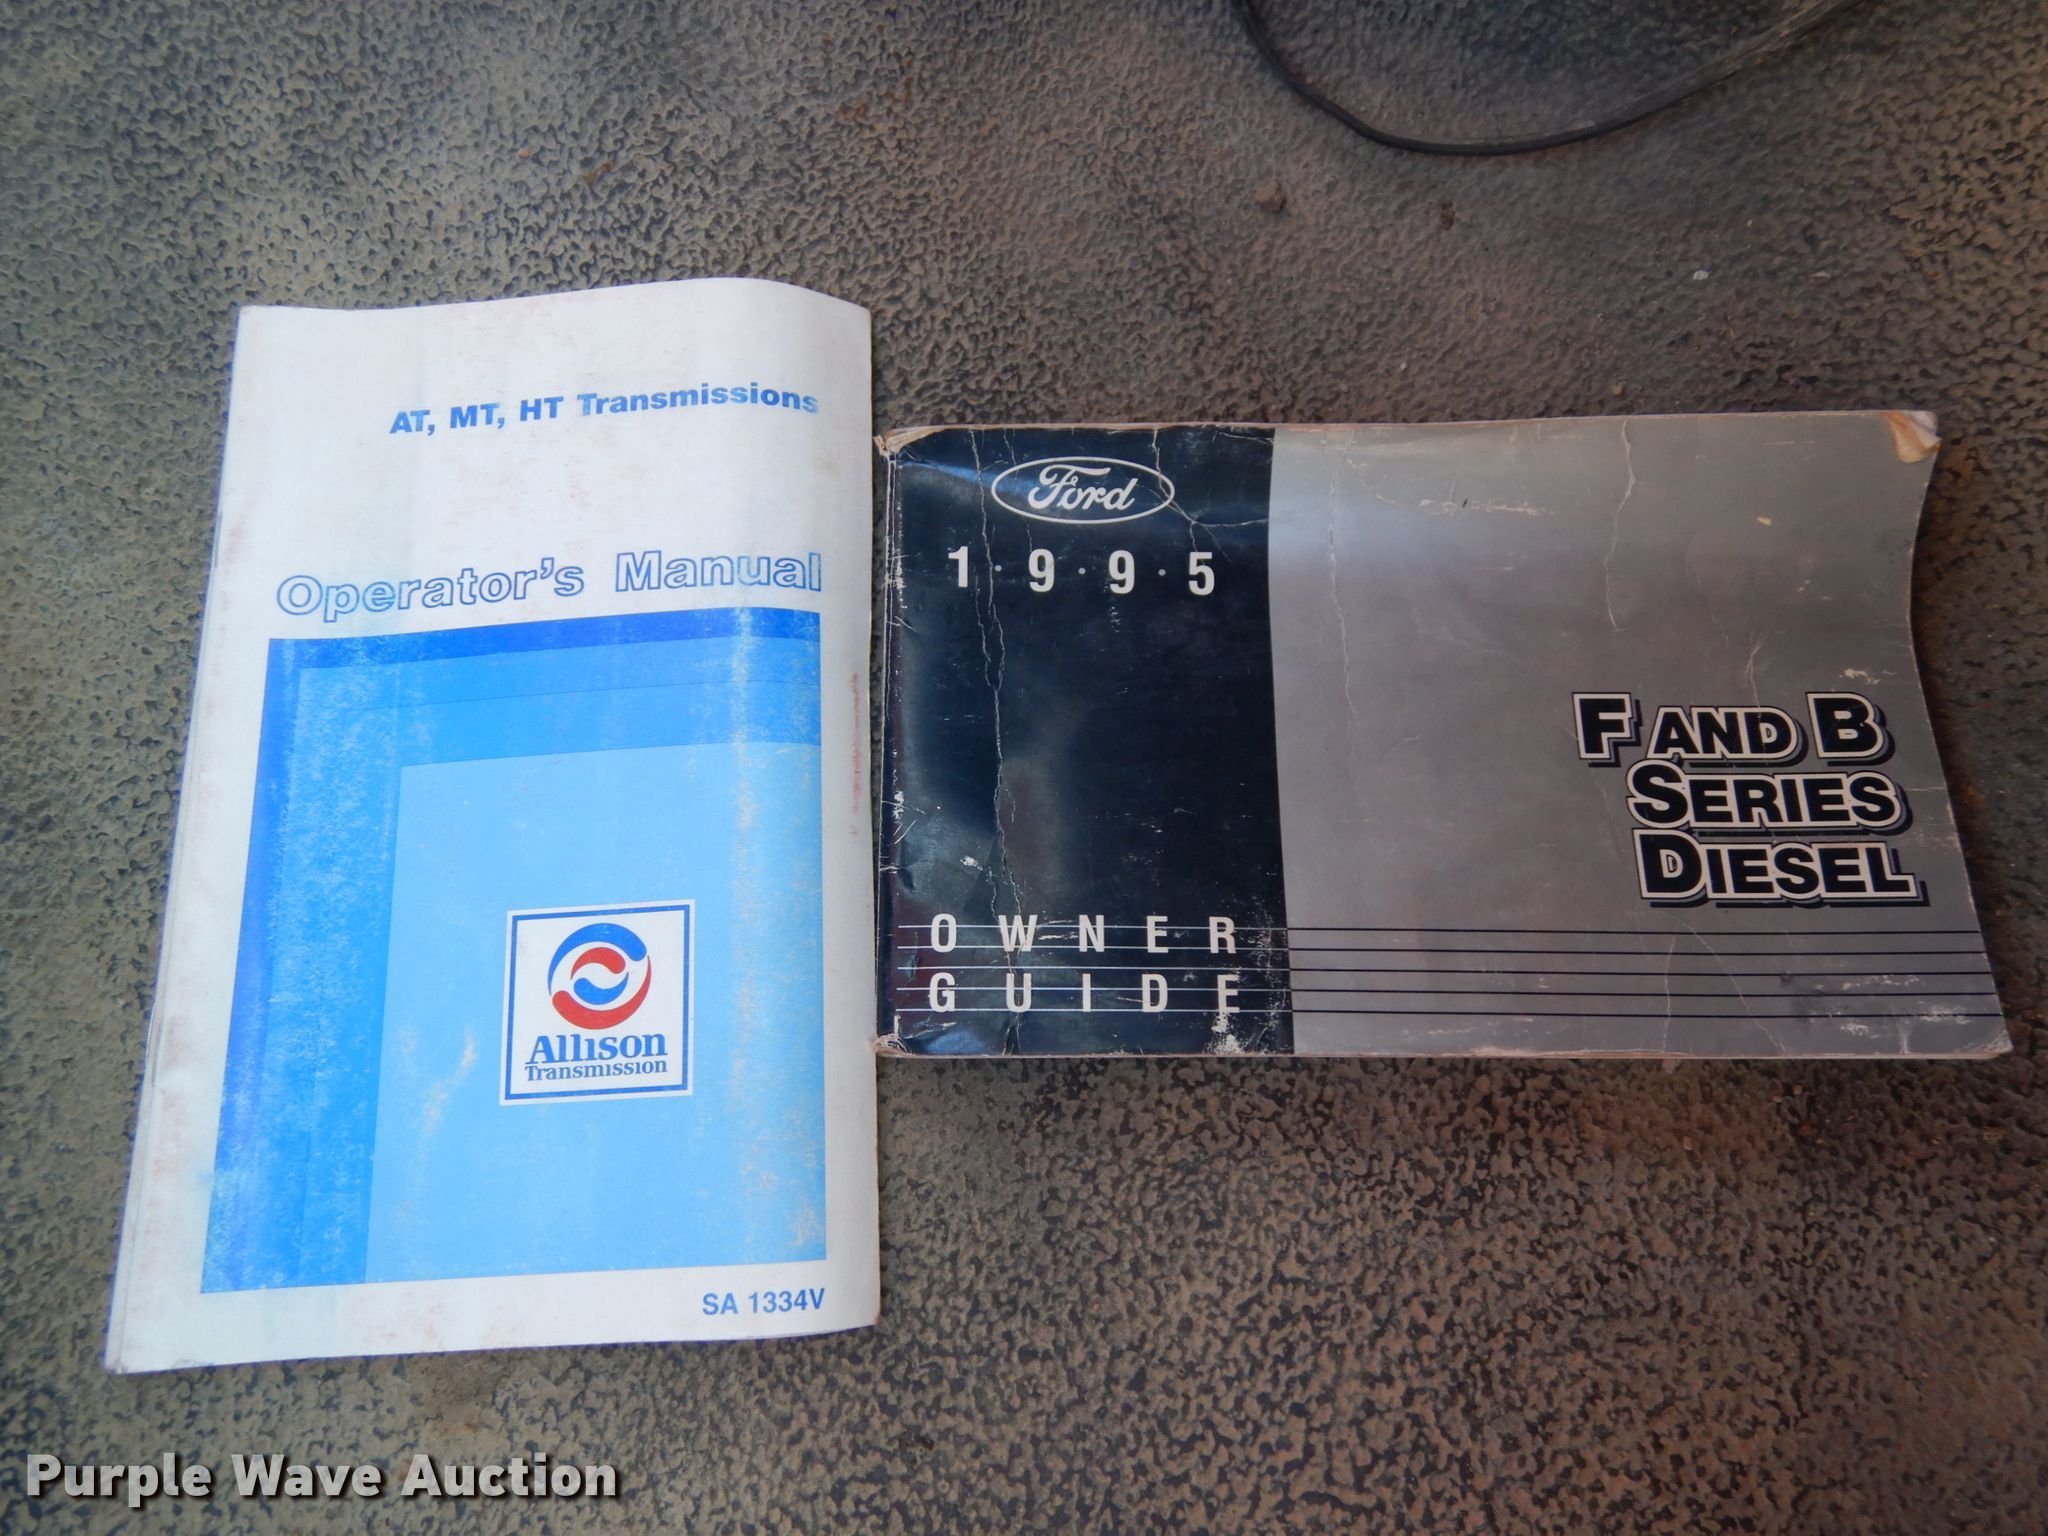 AT, MT, HT Transmissions
Operator's Manual
Allison
Transmission
SA 1334V
Ford
1·9·9·5
OWNER
GUIDE
F AND B
SERIES
DIESEL
Purple Wave Auction